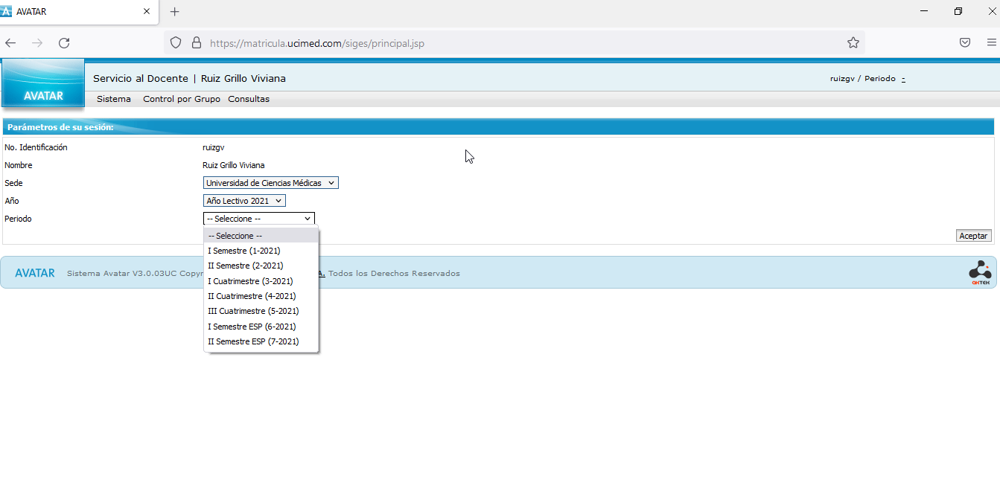 AVATAR
https://matricula.ucimed.com/siges/principal.jsp
AVATAR
Servicio al Docente | Ruiz Grillo Viviana
ruizgv / Periodo -
Sistema Control por Grupo Consultas
Parámetros de su sesión:
No. Identificación ruizgv
Nombre Ruiz Grillo Viviana
Sede Universidad de Ciencias Médicas
Año Año Lectivo 2021
Periodo -- Seleccione --
-- Seleccione --
I Semestre (1-2021)
II Semestre (2-2021)
I Cuatrimestre (3-2021)
II Cuatrimestre (4-2021)
III Cuatrimestre (5-2021)
I Semestre ESP (6-2021)
II Semestre ESP (7-2021)
Aceptar
AVATAR Sistema Avatar V3.0.03UC Copyr A. Todos los Derechos Reservados